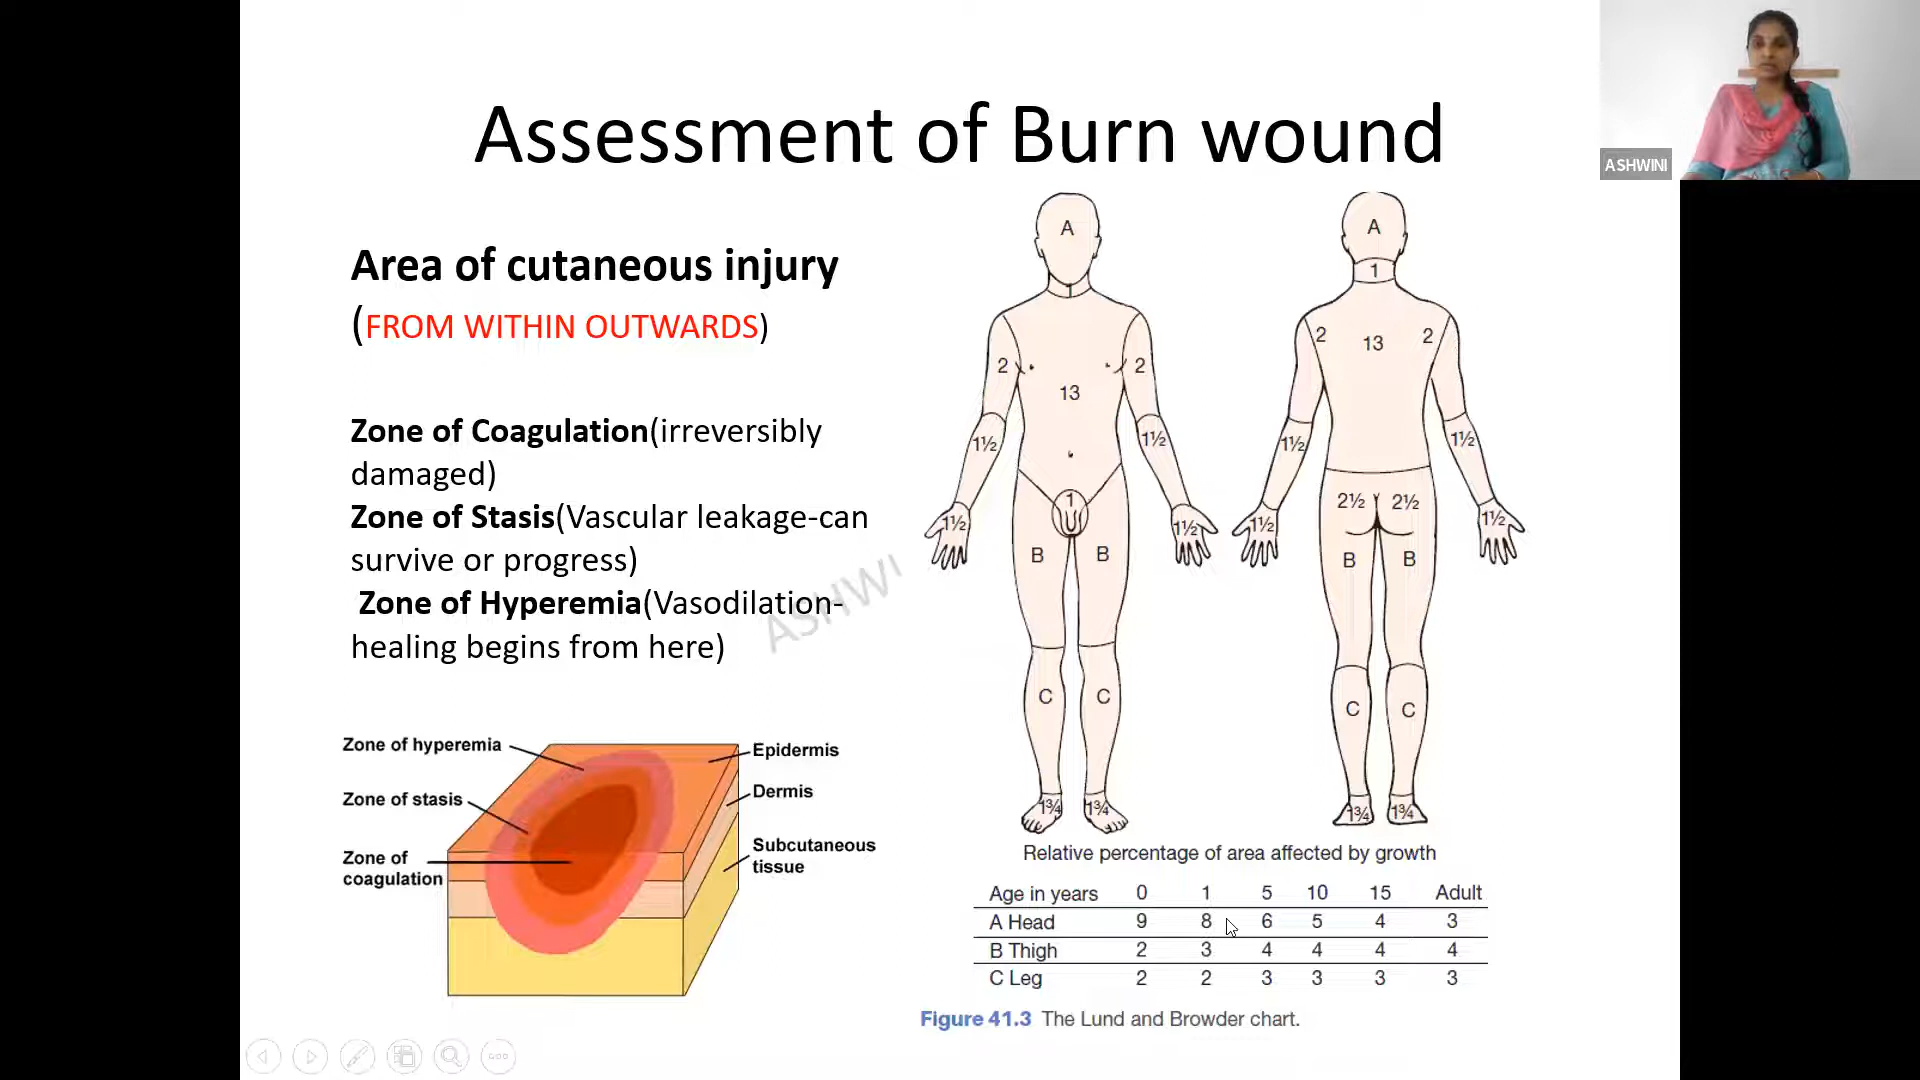 Assessment of Burn wound
ASHWINI
Area of cutaneous injury
(FROM WITHIN OUTWARDS)
Zone of Coagulation(irreversibly
damaged)
Zone of Stasis(Vascular leakage-can
survive or progress)
Zone of Hyperemia(Vasodilation-
healing begins from here)
ASHWI
Zone of hyperemia
Zone of stasis
Zone of
coagulation
Epidermis
Dermis
Subcutaneous
tissue
A
1
2 2
13
1½ 1½
1½ 1
1½
B B
C C
1¾ 1¾
A
1
2 13 2
1½ 1½
2½ 2½
1½ 1½
B B
C C
1¾ 1¾
Relative percentage of area affected by growth
Age in years 0 1 5 10 15 Adult
A Head 9 8 6 5 4 3
B Thigh 2 3 4 4 4 4
C Leg 2 2 3 3 3 3
Figure 41.3 The Lund and Browder chart.